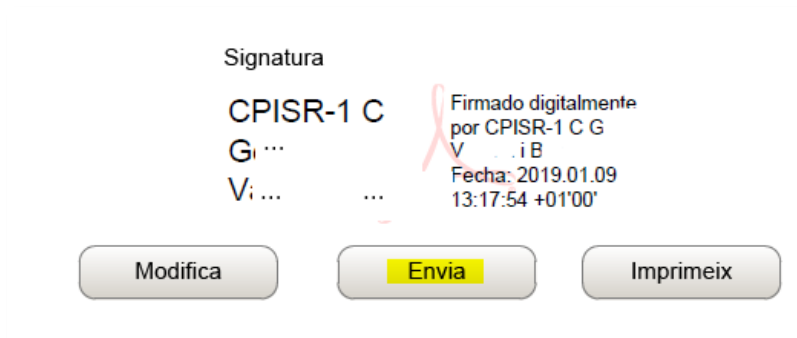 Signatura
CPISR-1 C
G ...
V ... ...
Firmado digitalmente
por CPISR-1 C G
V . i B
Fecha: 2019.01.09
13:17:54 +01'00'
Modifica
Envia
Imprimeix